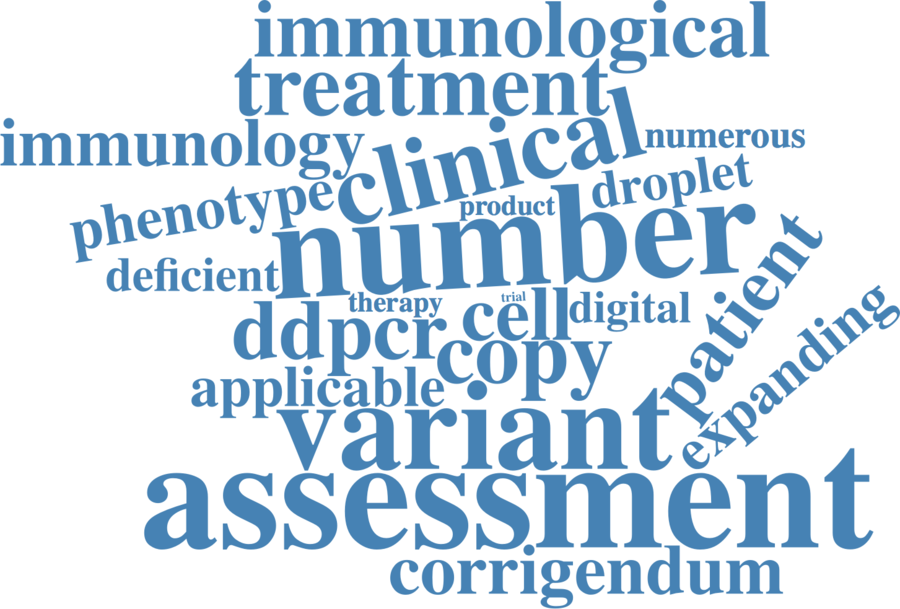 immunological
treatment
immunology
clinical
numerous
phenotype
product
droplet
number
deficient
therapy
trial
digital
patient
ddpcr
cell
copy
expanding
applicable
variant
assessment
corrigendum